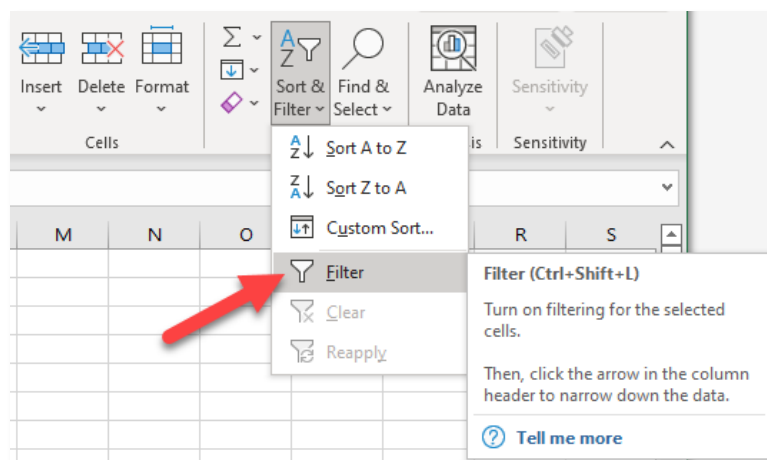 Insert Delete Format
Sort &
Filter
Find &
Select
Analyze
Data
Sensitivity
Cells
is
Sensitivity
Sort A to Z
Sort Z to A
Custom Sort...
M N O R S
Filter
Clear
Reapply
Filter (Ctrl+Shift+L)
Turn on filtering for the selected
cells.
Then, click the arrow in the column
header to narrow down the data.
Tell me more